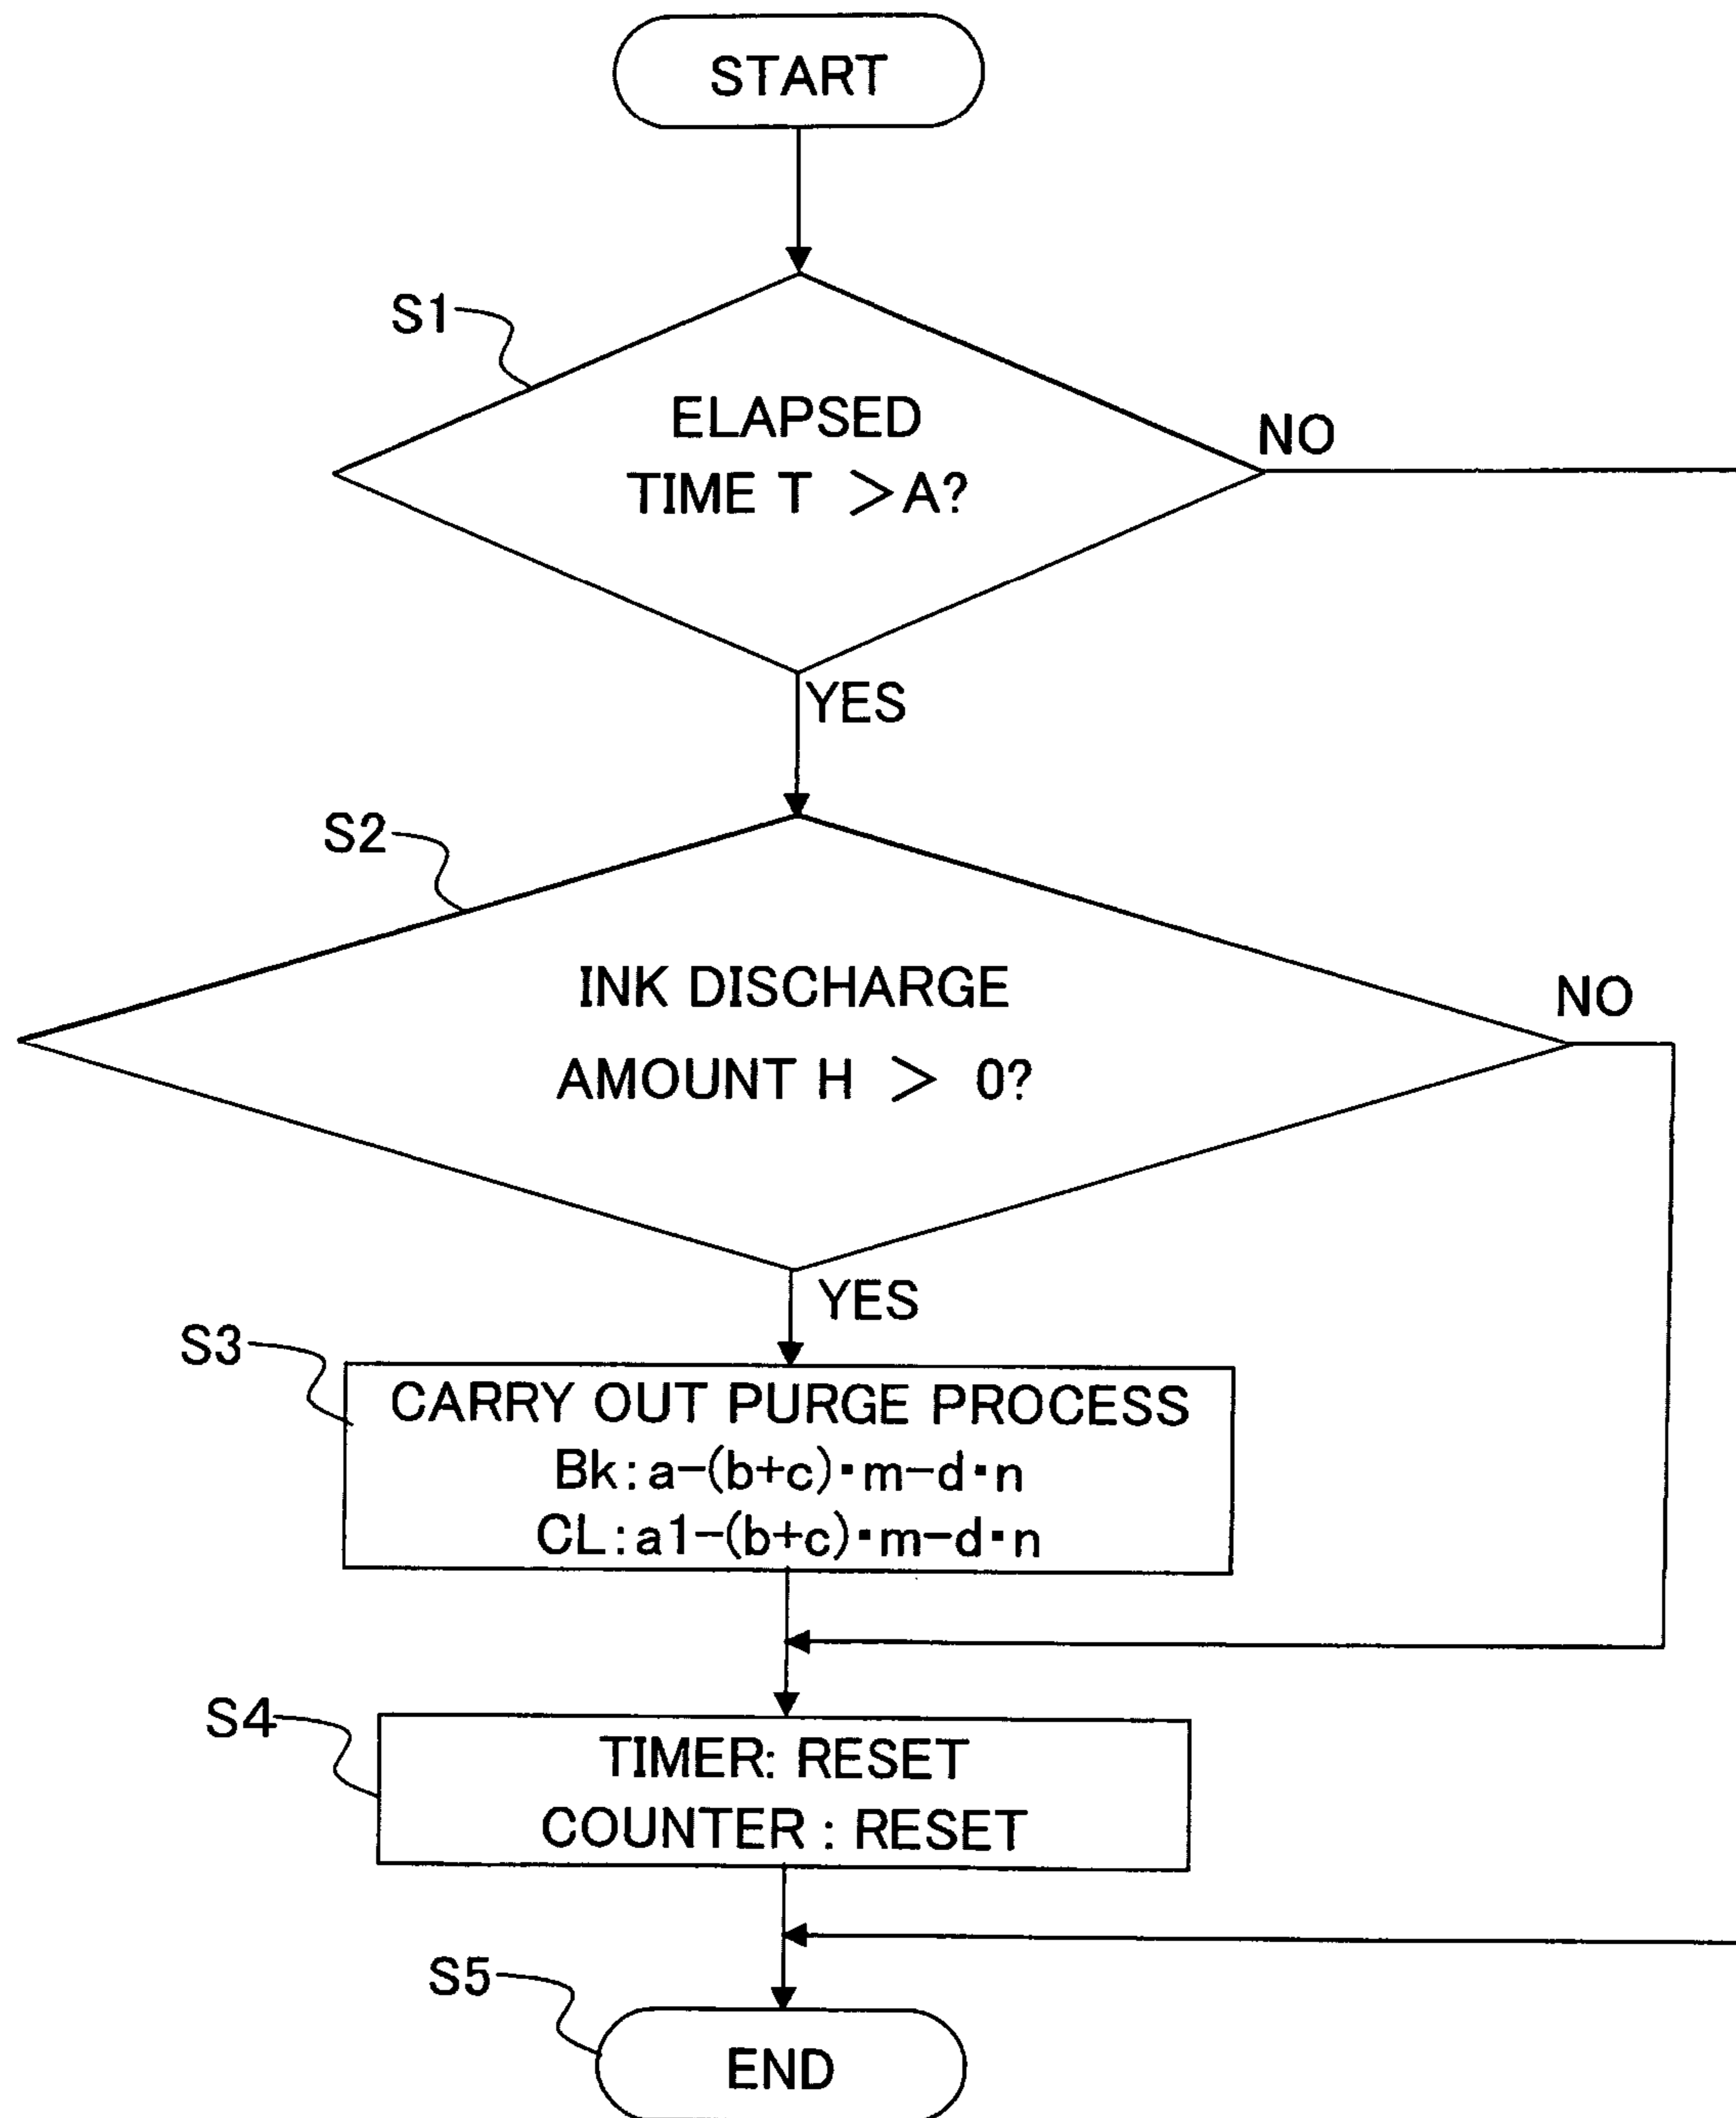 START
S1
ELAPSED
TIME T >A?
NO
YES
S2
INK DISCHARGE
AMOUNT H > 0?
NO
YES
S3
CARRY OUT PURGE PROCESS
Bk:a-(b+c)·m-d·n
CL:a1-(b+c)·m-d·n
S4
TIMER: RESET
COUNTER : RESET
S5
END